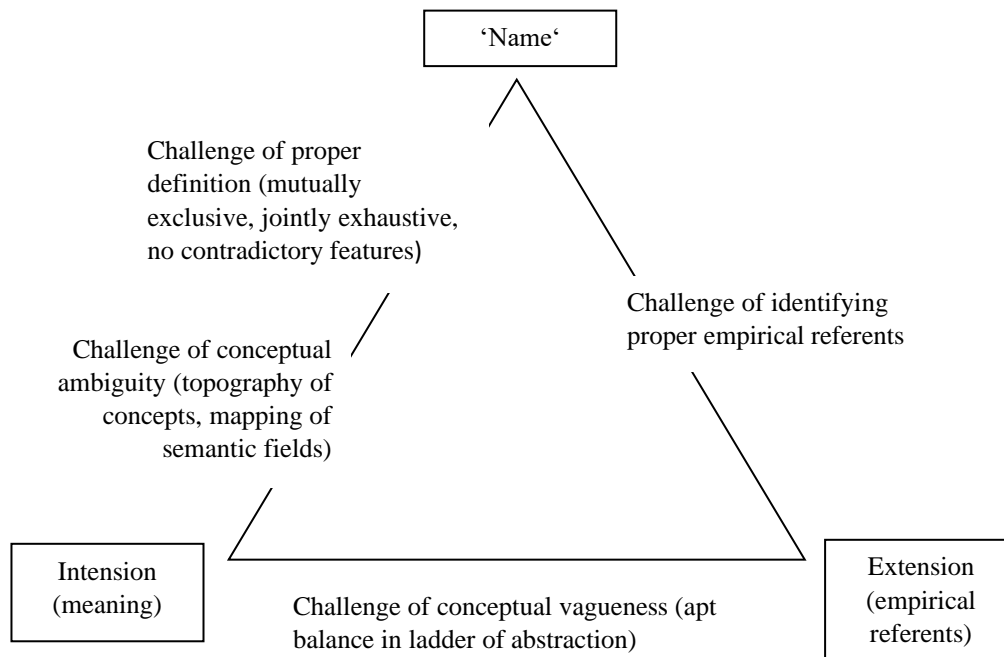 ‘Name‘
Challenge of proper
definition (mutually
exclusive, jointly exhaustive,
no contradictory features)
Challenge of identifying
proper empirical referents
Challenge of conceptual
ambiguity (topography of
concepts, mapping of
semantic fields)
Intension
(meaning)
Extension
(empirical
referents)
Challenge of conceptual vagueness (apt
balance in ladder of abstraction)